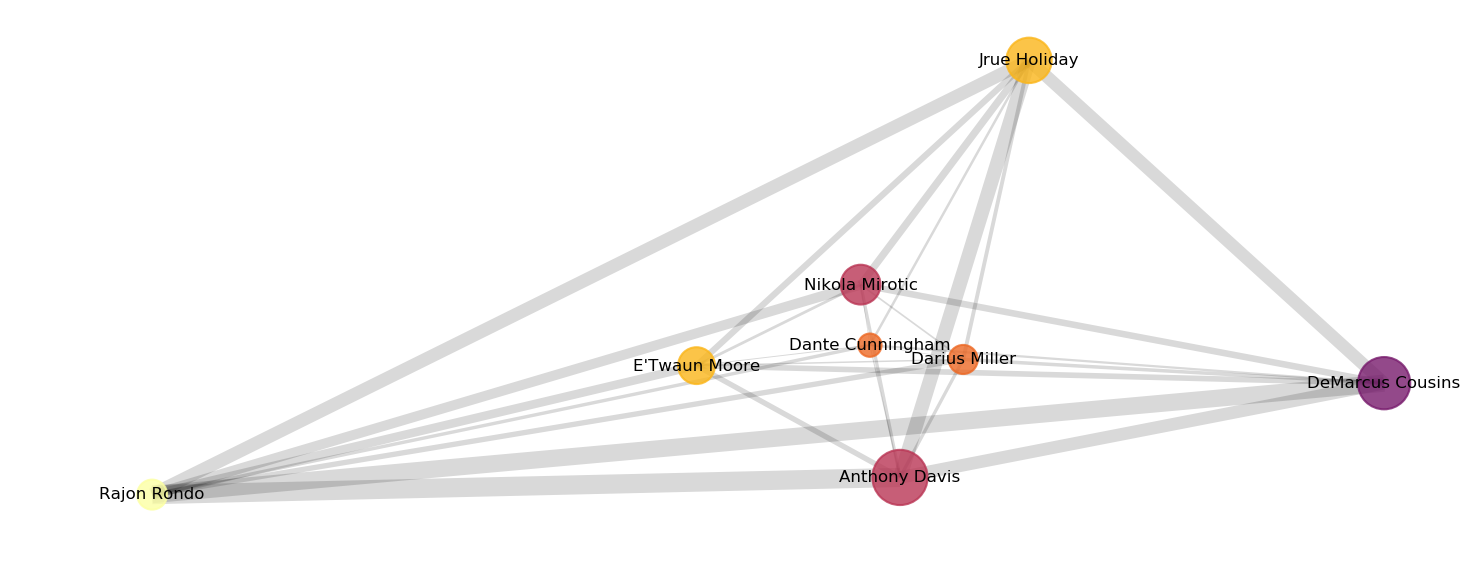 Jrue Holiday
Nikola Mirotic
Dante Cunningham
Darius Miller
E'Twaun Moore
DeMarcus Cousins
Anthony Davis
Rajon Rondo